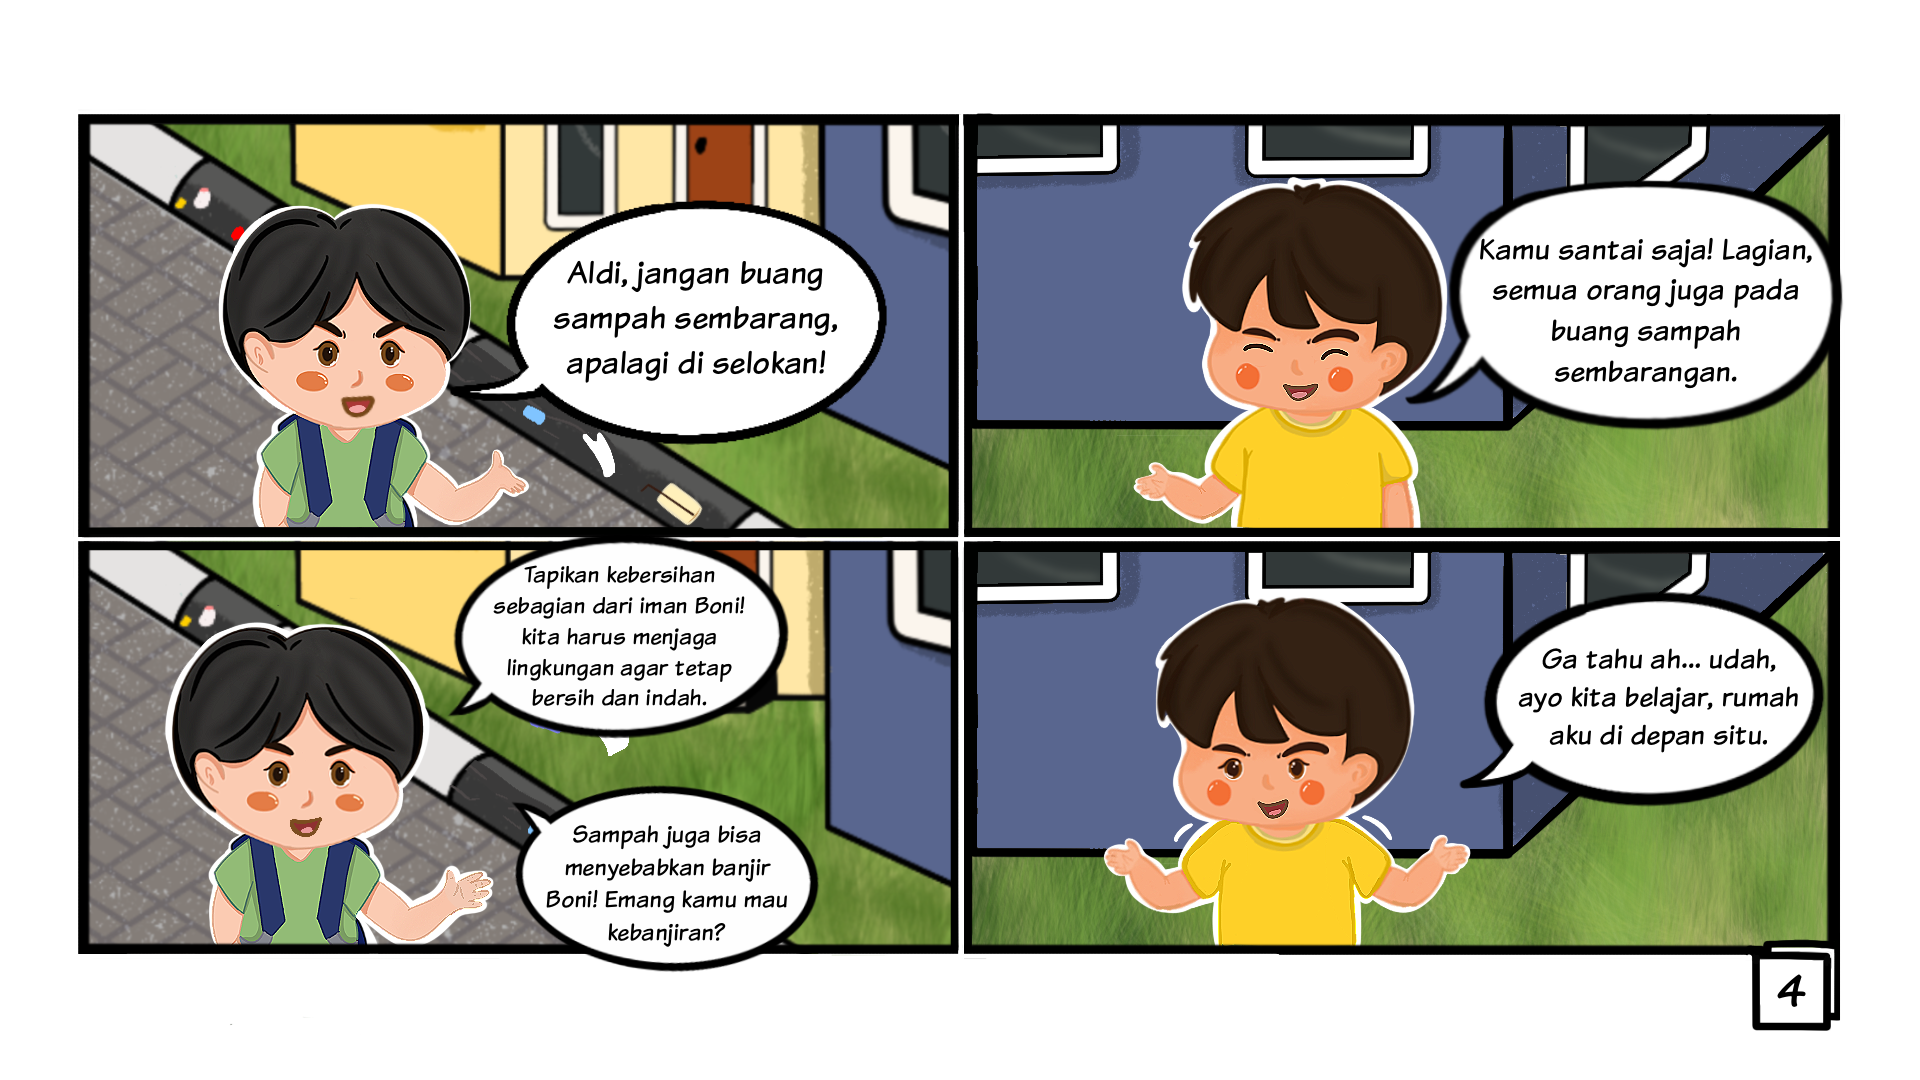 Aldi, jangan buang
sampah sembarang,
apalagi di selokan!
Kamu santai saja! Lagian,
semua orang juga pada
buang sampah
sembarangan.
Tapikan kebersihan
sebagian dari iman Boni!
kita harus menjaga
lingkungan agar tetap
bersih dan indah.
Sampah juga bisa
menyebabkan banjir
Boni! Emang kamu mau
kebanjiran?
Ga tahu ah... udah,
ayo kita belajar, rumah
aku di depan situ.
4